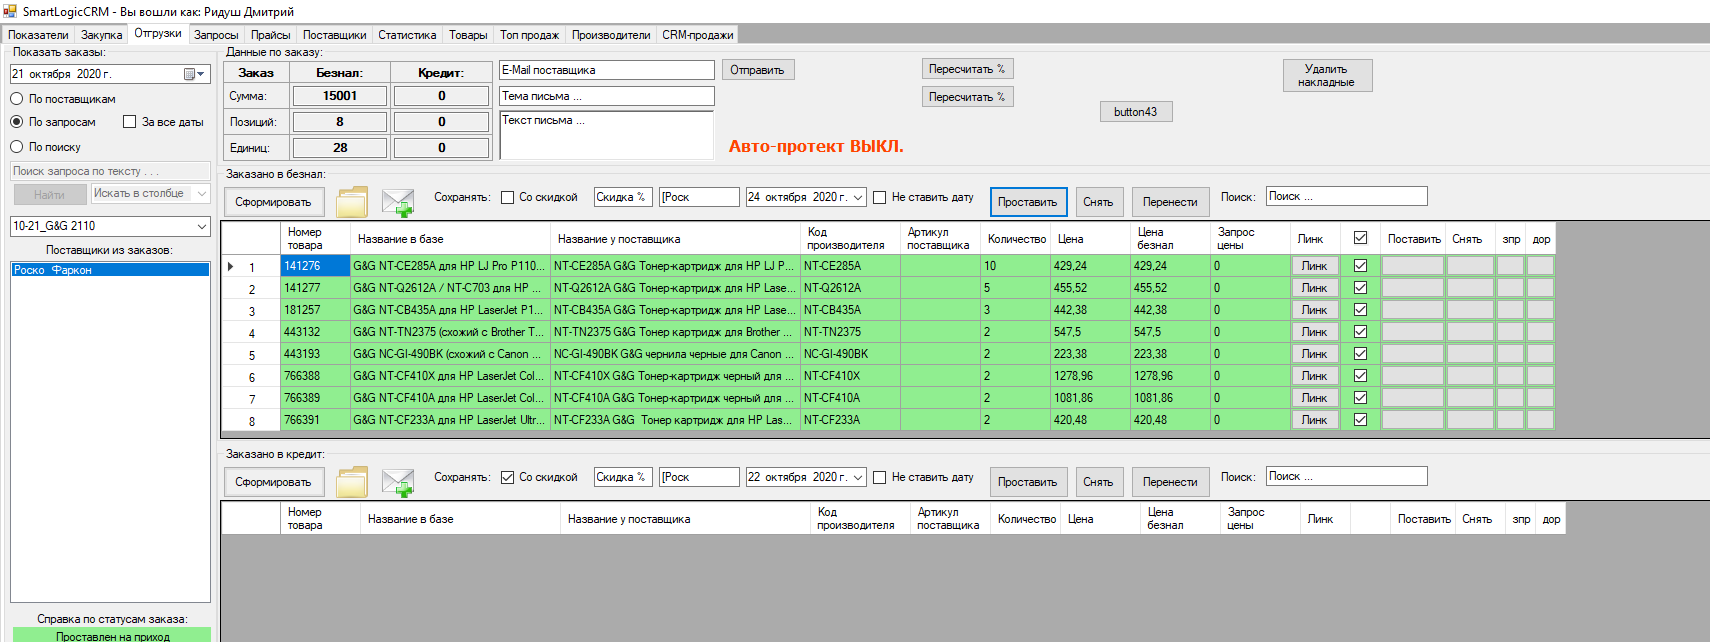 SmartLogicCRM - Вы вошли как: Ридуш Дмитрий
Показатели Закупка Отгрузки Запросы Прайсы Поставщики Статистика Товары Топ продаж Производители CRM-продажи
Показать заказы:
21 октября 2020 г.
По поставщикам
По запросам За все даты
По поиску
Поиск запроса по тексту . . .
Найти Искать в столбце
10-21_G&G 2110
Поставщики из заказов:
Роско Фаркон
Справка по статусам заказа:
Проставлен на приход
Данные по заказу:
Заказ Безнал: Кредит:
Сумма: 15001 0
Позиций: 8 0
Единиц: 28 0
E-Mail поставщика Отправить
Тема письма ...
Текст письма ...
Авто-протект ВЫКЛ.
Пересчитать %
Пересчитать %
button43
Удалить
накладные
Заказано в безнал:
Сформировать Сохранять: Со скидкой Скидка % [Роск 24 октября 2020 г. Не ставить дату Проставить Снять Перенести Поиск: Поиск ...
Номер товара Название в базе Название у поставщика Код производителя Артикул поставщика Количество Цена Цена безнал Запрос цены Линк Поставить Снять зпр дор
1 141276 G&G NT-CE285A для HP LJ Pro P110... NT-CE285A G&G Тонер-картридж для HP LJ P... NT-CE285A 10 429,24 429,24 0 Линк
2 141277 G&G NT-Q2612A / NT-C703 для HP ... NT-Q2612A G&G Тонер-картридж для HP Lase... NT-Q2612A 5 455,52 455,52 0 Линк
3 181257 G&G NT-CB435A для HP LaserJet P1... NT-CB435A G&G Тонер-картридж для HP Lase... NT-CB435A 3 442,38 442,38 0 Линк
4 443132 G&G NT-TN2375 (схожий с Brother T... NT-TN2375 G&G Тонер картридж для Brother ... NT-TN2375 2 547,5 547,5 0 Линк
5 443193 G&G NC-GI-490BK (схожий с Canon ... NC-GI-490BK G&G чернила черные для Canon ... NC-GI-490BK 2 223,38 223,38 0 Линк
6 766388 G&G NT-CF410X для HP LaserJet Col... NT-CF410X G&G Тонер-картридж черный для ... NT-CF410X 2 1278,96 1278,96 0 Линк
7 766389 G&G NT-CF410A для HP LaserJet Col... NT-CF410A G&G Тонер-картридж черный для ... NT-CF410A 2 1081,86 1081,86 0 Линк
8 766391 G&G NT-CF233A для HP LaserJet Ultr... NT-CF233A G&G Тонер картридж для HP Las... NT-CF233A 2 420,48 420,48 0 Линк
Заказано в кредит:
Сформировать Сохранять: Со скидкой Скидка % [Роск 22 октября 2020 г. Не ставить дату Проставить Снять Перенести Поиск: Поиск ...
Номер товара Название в базе Название у поставщика Код производителя Артикул поставщика Количество Цена Цена безнал Запрос цены Линк Поставить Снять зпр дор